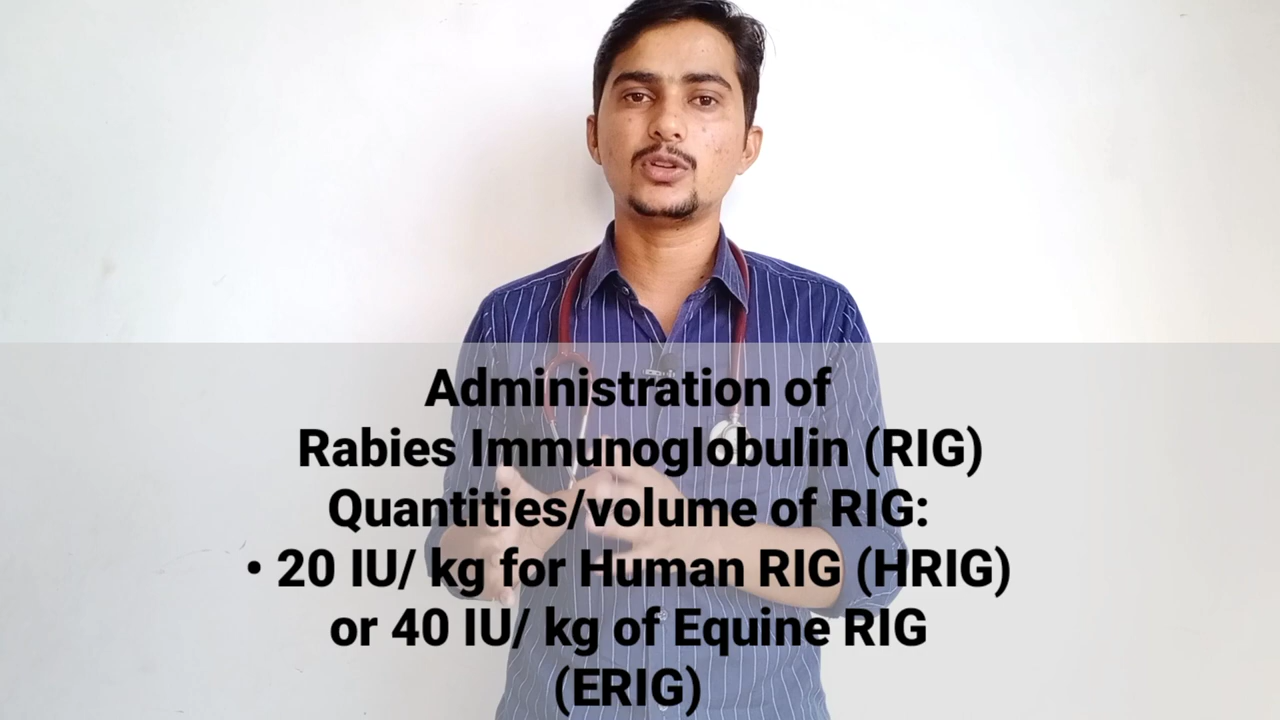 Administration of
Rabies Immunoglobulin (RIG)
Quantities/volume of RIG:
• 20 IU/ kg for Human RIG (HRIG)
or 40 IU/ kg of Equine RIG
(ERIG)